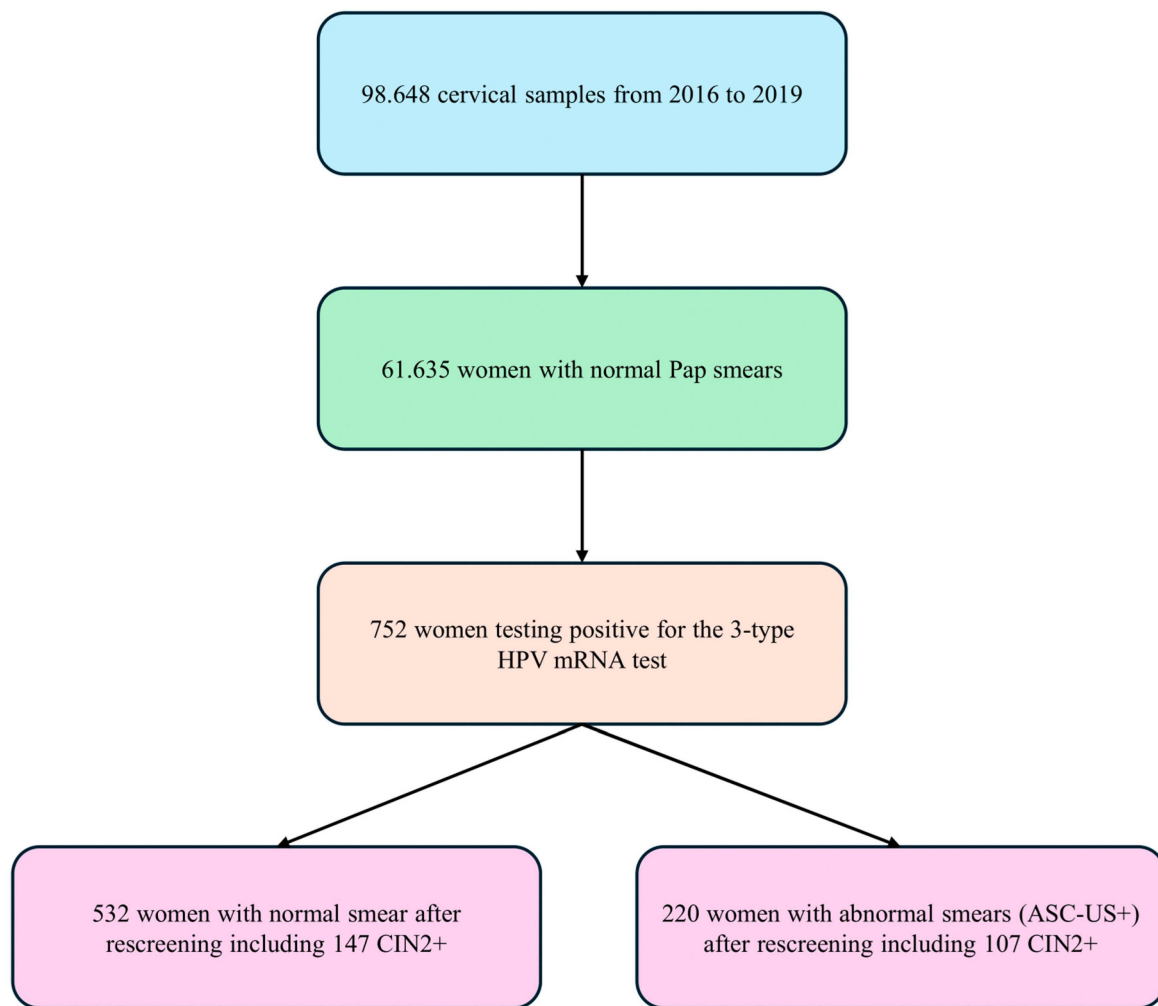 98.648 cervical samples from 2016 to 2019
61.635 women with normal Pap smears
752 women testing positive for the 3-type
HPV mRNA test
532 women with normal smear after
rescreening including 147 CIN2+
220 women with abnormal smears (ASC-US+)
after rescreening including 107 CIN2+